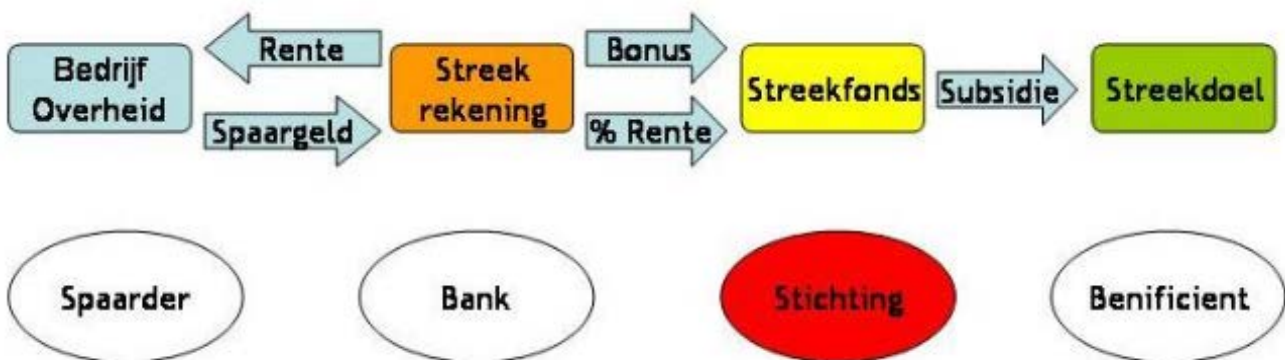 Rente
Bonus
Bedrijf
Overheid
Streek
rekening
Streekfonds
Subsidie
Streekdoel
Spaargeld
% Rente
Spaarder
Bank
Stichting
Benificient